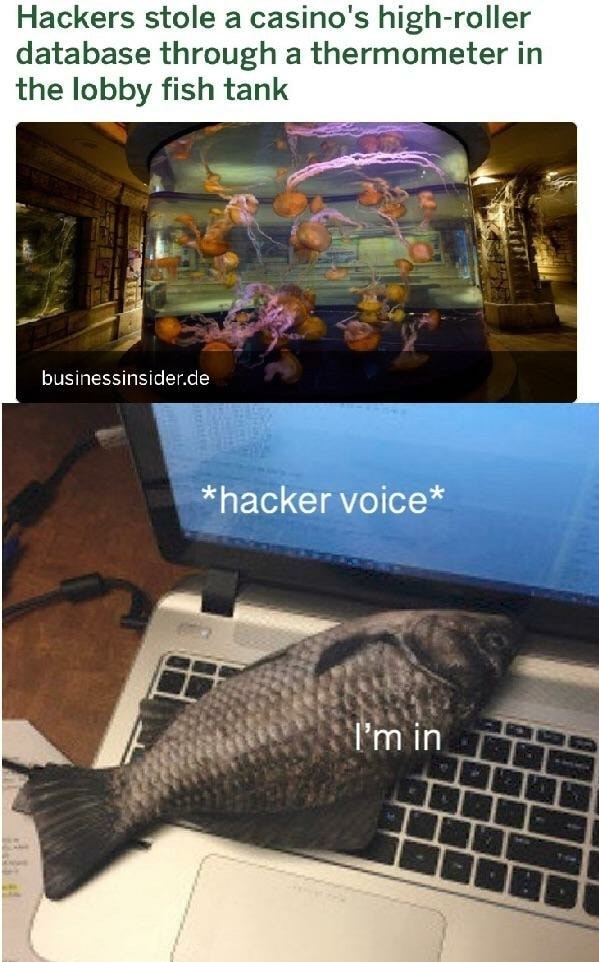 Hackers stole a casino's high-roller
database through a thermometer in
the lobby fish tank
businessinsider.de
*hacker voice*
I'm in